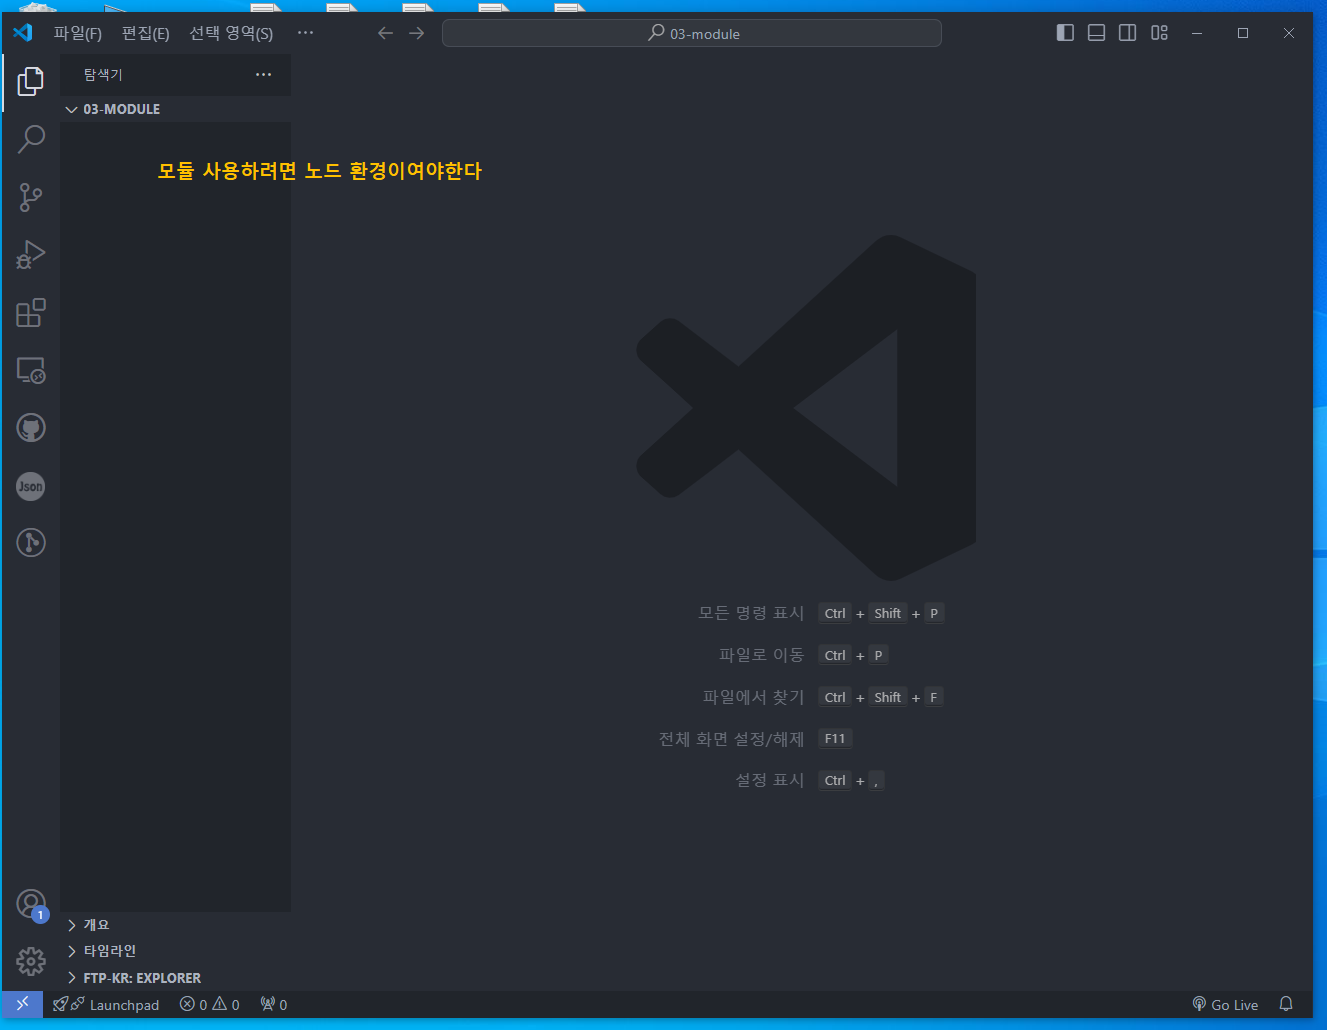 파일(F) 편집(E) 선택 영역(S) ··· 03-module
탐색기 ···
03-MODULE
모듈 사용하려면 노드 환경이여야한다
Json
모든 명령 표시 Ctrl + Shift + P
파일로 이동 Ctrl + P
파일에서 찾기 Ctrl + Shift + F
전체 화면 설정/해제 F11
설정 표시 Ctrl + ,
1
개요
타임라인
FTP-KR: EXPLORER
Launchpad 0 0 0 Go Live